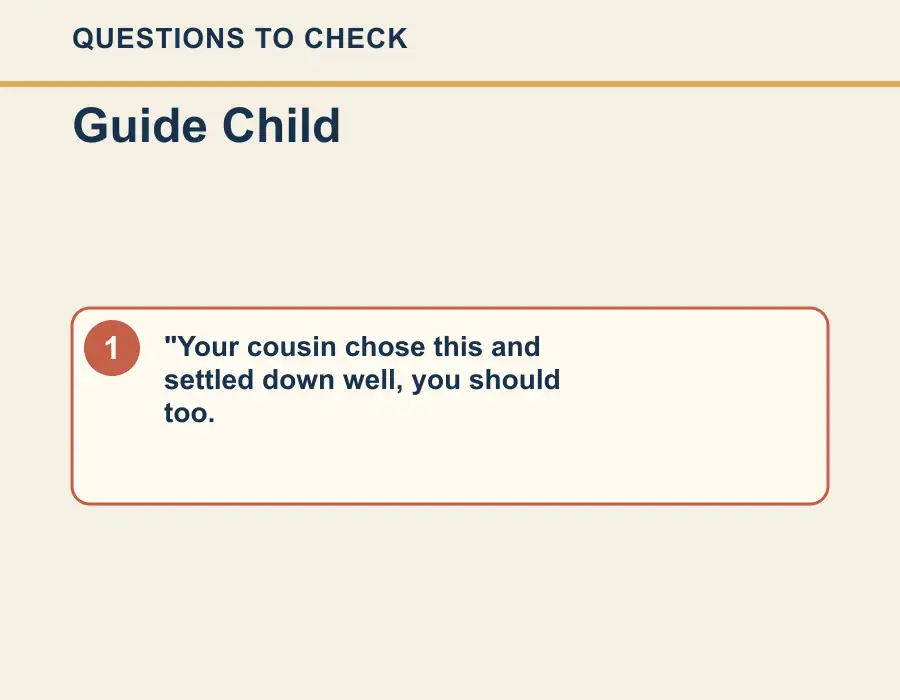 QUESTIONS TO CHECK
Guide Child
1
"Your cousin chose this and
settled down well, you should
too.